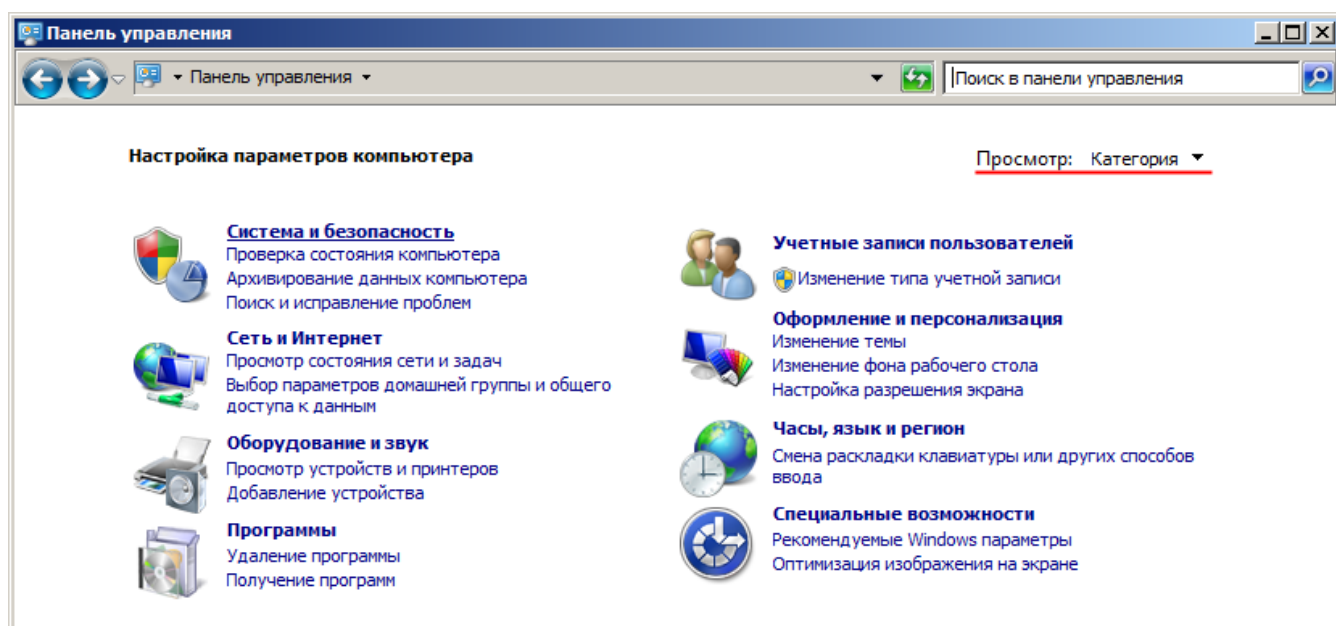 Панель управления
Панель управления
Поиск в панели управления
Настройка параметров компьютера
Просмотр: Категория
Система и безопасность
Проверка состояния компьютера
Архивирование данных компьютера
Поиск и исправление проблем
Сеть и Интернет
Просмотр состояния сети и задач
Выбор параметров домашней группы и общего
доступа к данным
Оборудование и звук
Просмотр устройств и принтеров
Добавление устройства
Программы
Удаление программы
Получение программ
Учетные записи пользователей
Изменение типа учетной записи
Оформление и персонализация
Изменение темы
Изменение фона рабочего стола
Настройка разрешения экрана
Часы, язык и регион
Смена раскладки клавиатуры или других способов
ввода
Специальные возможности
Рекомендуемые Windows параметры
Оптимизация изображения на экране